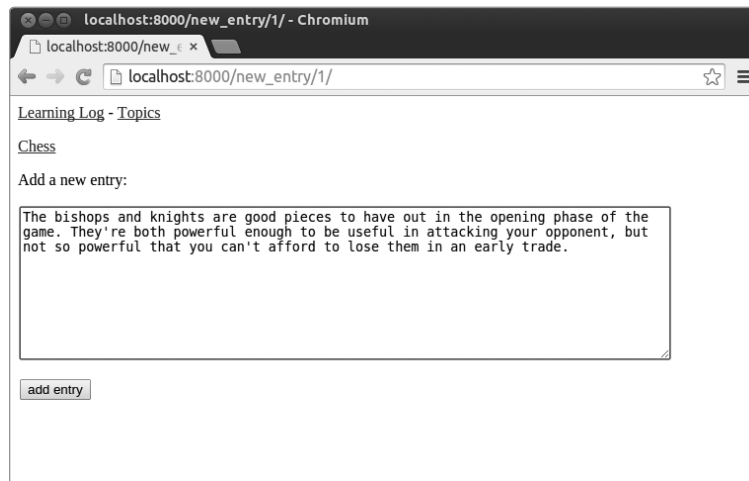 localhost:8000/new_entry/1/ - Chromium
localhost:8000/new_e
localhost:8000/new_entry/1/
Learning Log - Topics
Chess
Add a new entry:
The bishops and knights are good pieces to have out in the opening phase of the
game. They're both powerful enough to be useful in attacking your opponent, but
not so powerful that you can't afford to lose them in an early trade.
add entry